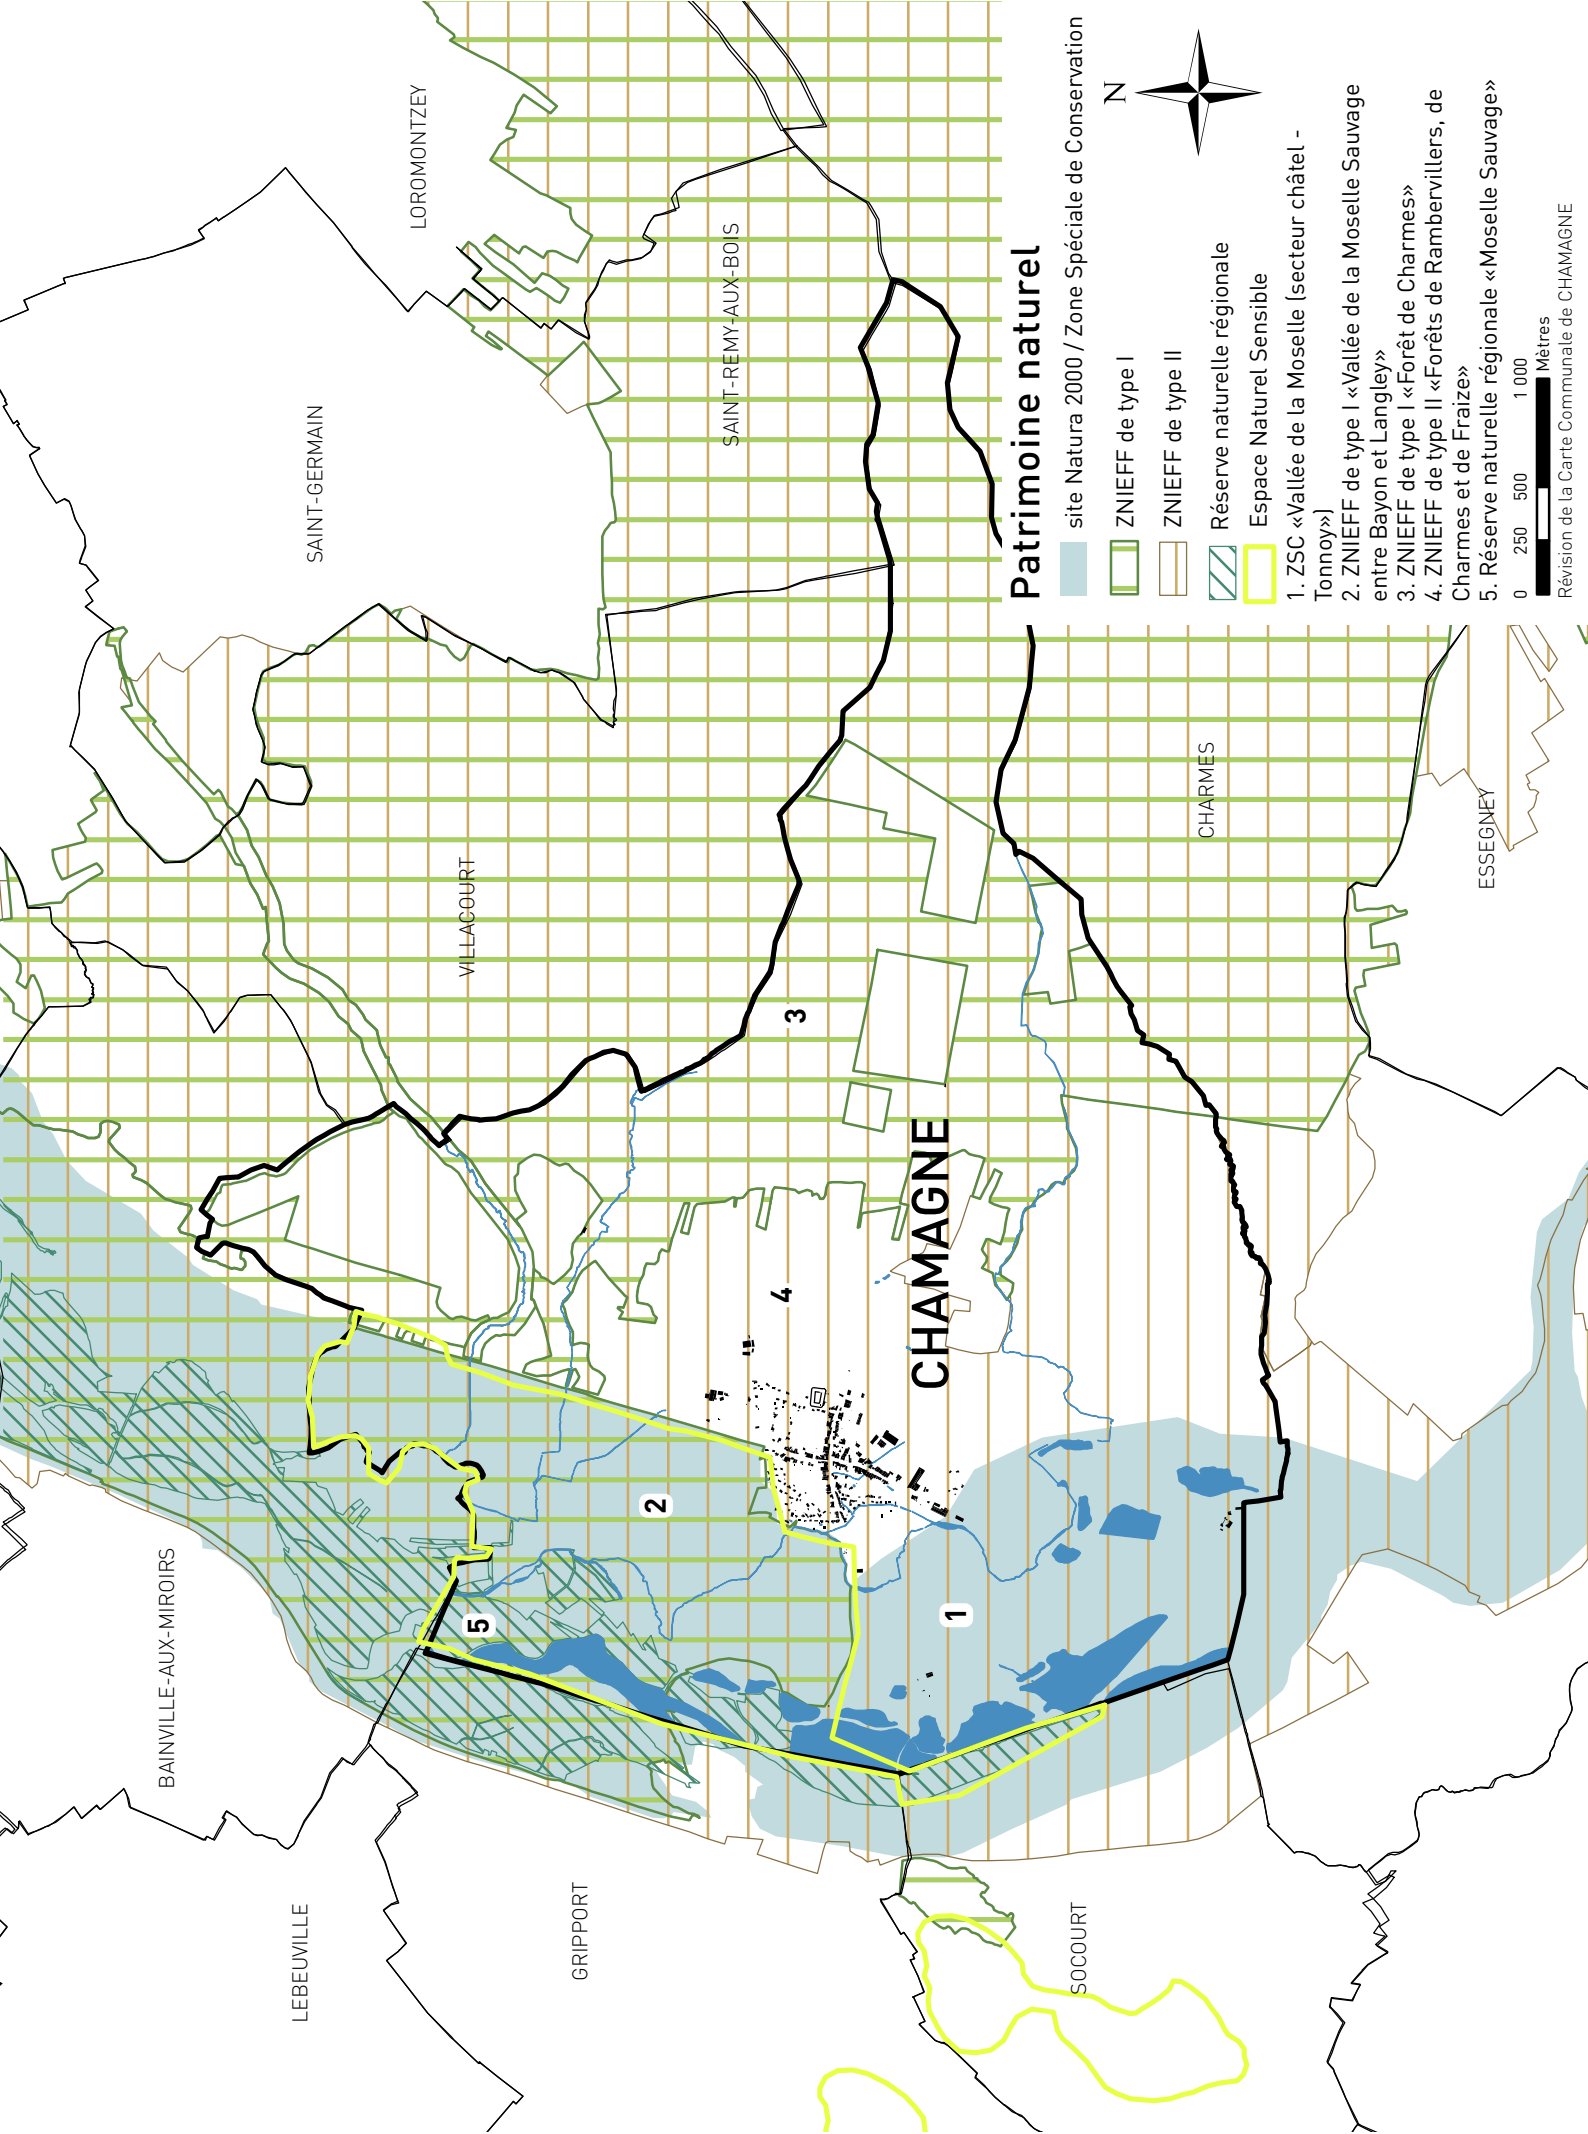 LOROMONTZEY
SAINT-GERMAIN
SAINT-REMY-AUX-BOIS
VILLACOURT
CHARMES
ESSEGNEY
BAINVILLE-AUX-MIROIRS
LEBEUVILLE
GRIPPORT
SOCOURT
CHAMAGNE
1
2
3
4
5
Patrimoine naturel
N
site Natura 2000 / Zone Spéciale de Conservation
ZNIEFF de type I
ZNIEFF de type II
Réserve naturelle régionale
Espace Naturel Sensible
1. ZSC «Vallée de la Moselle (secteur châtel -
Tonnoy»)
2. ZNIEFF de type I «Vallée de la Moselle Sauvage
entre Bayon et Langley»
3. ZNIEFF de type I «Forêt de Charmes»
4. ZNIEFF de type II «Forêts de Rambervillers, de
Charmes et de Fraize»
5. Réserve naturelle régionale «Moselle Sauvage»
0 250 500 1 000
Mètres
Révision de la Carte Communale de CHAMAGNE